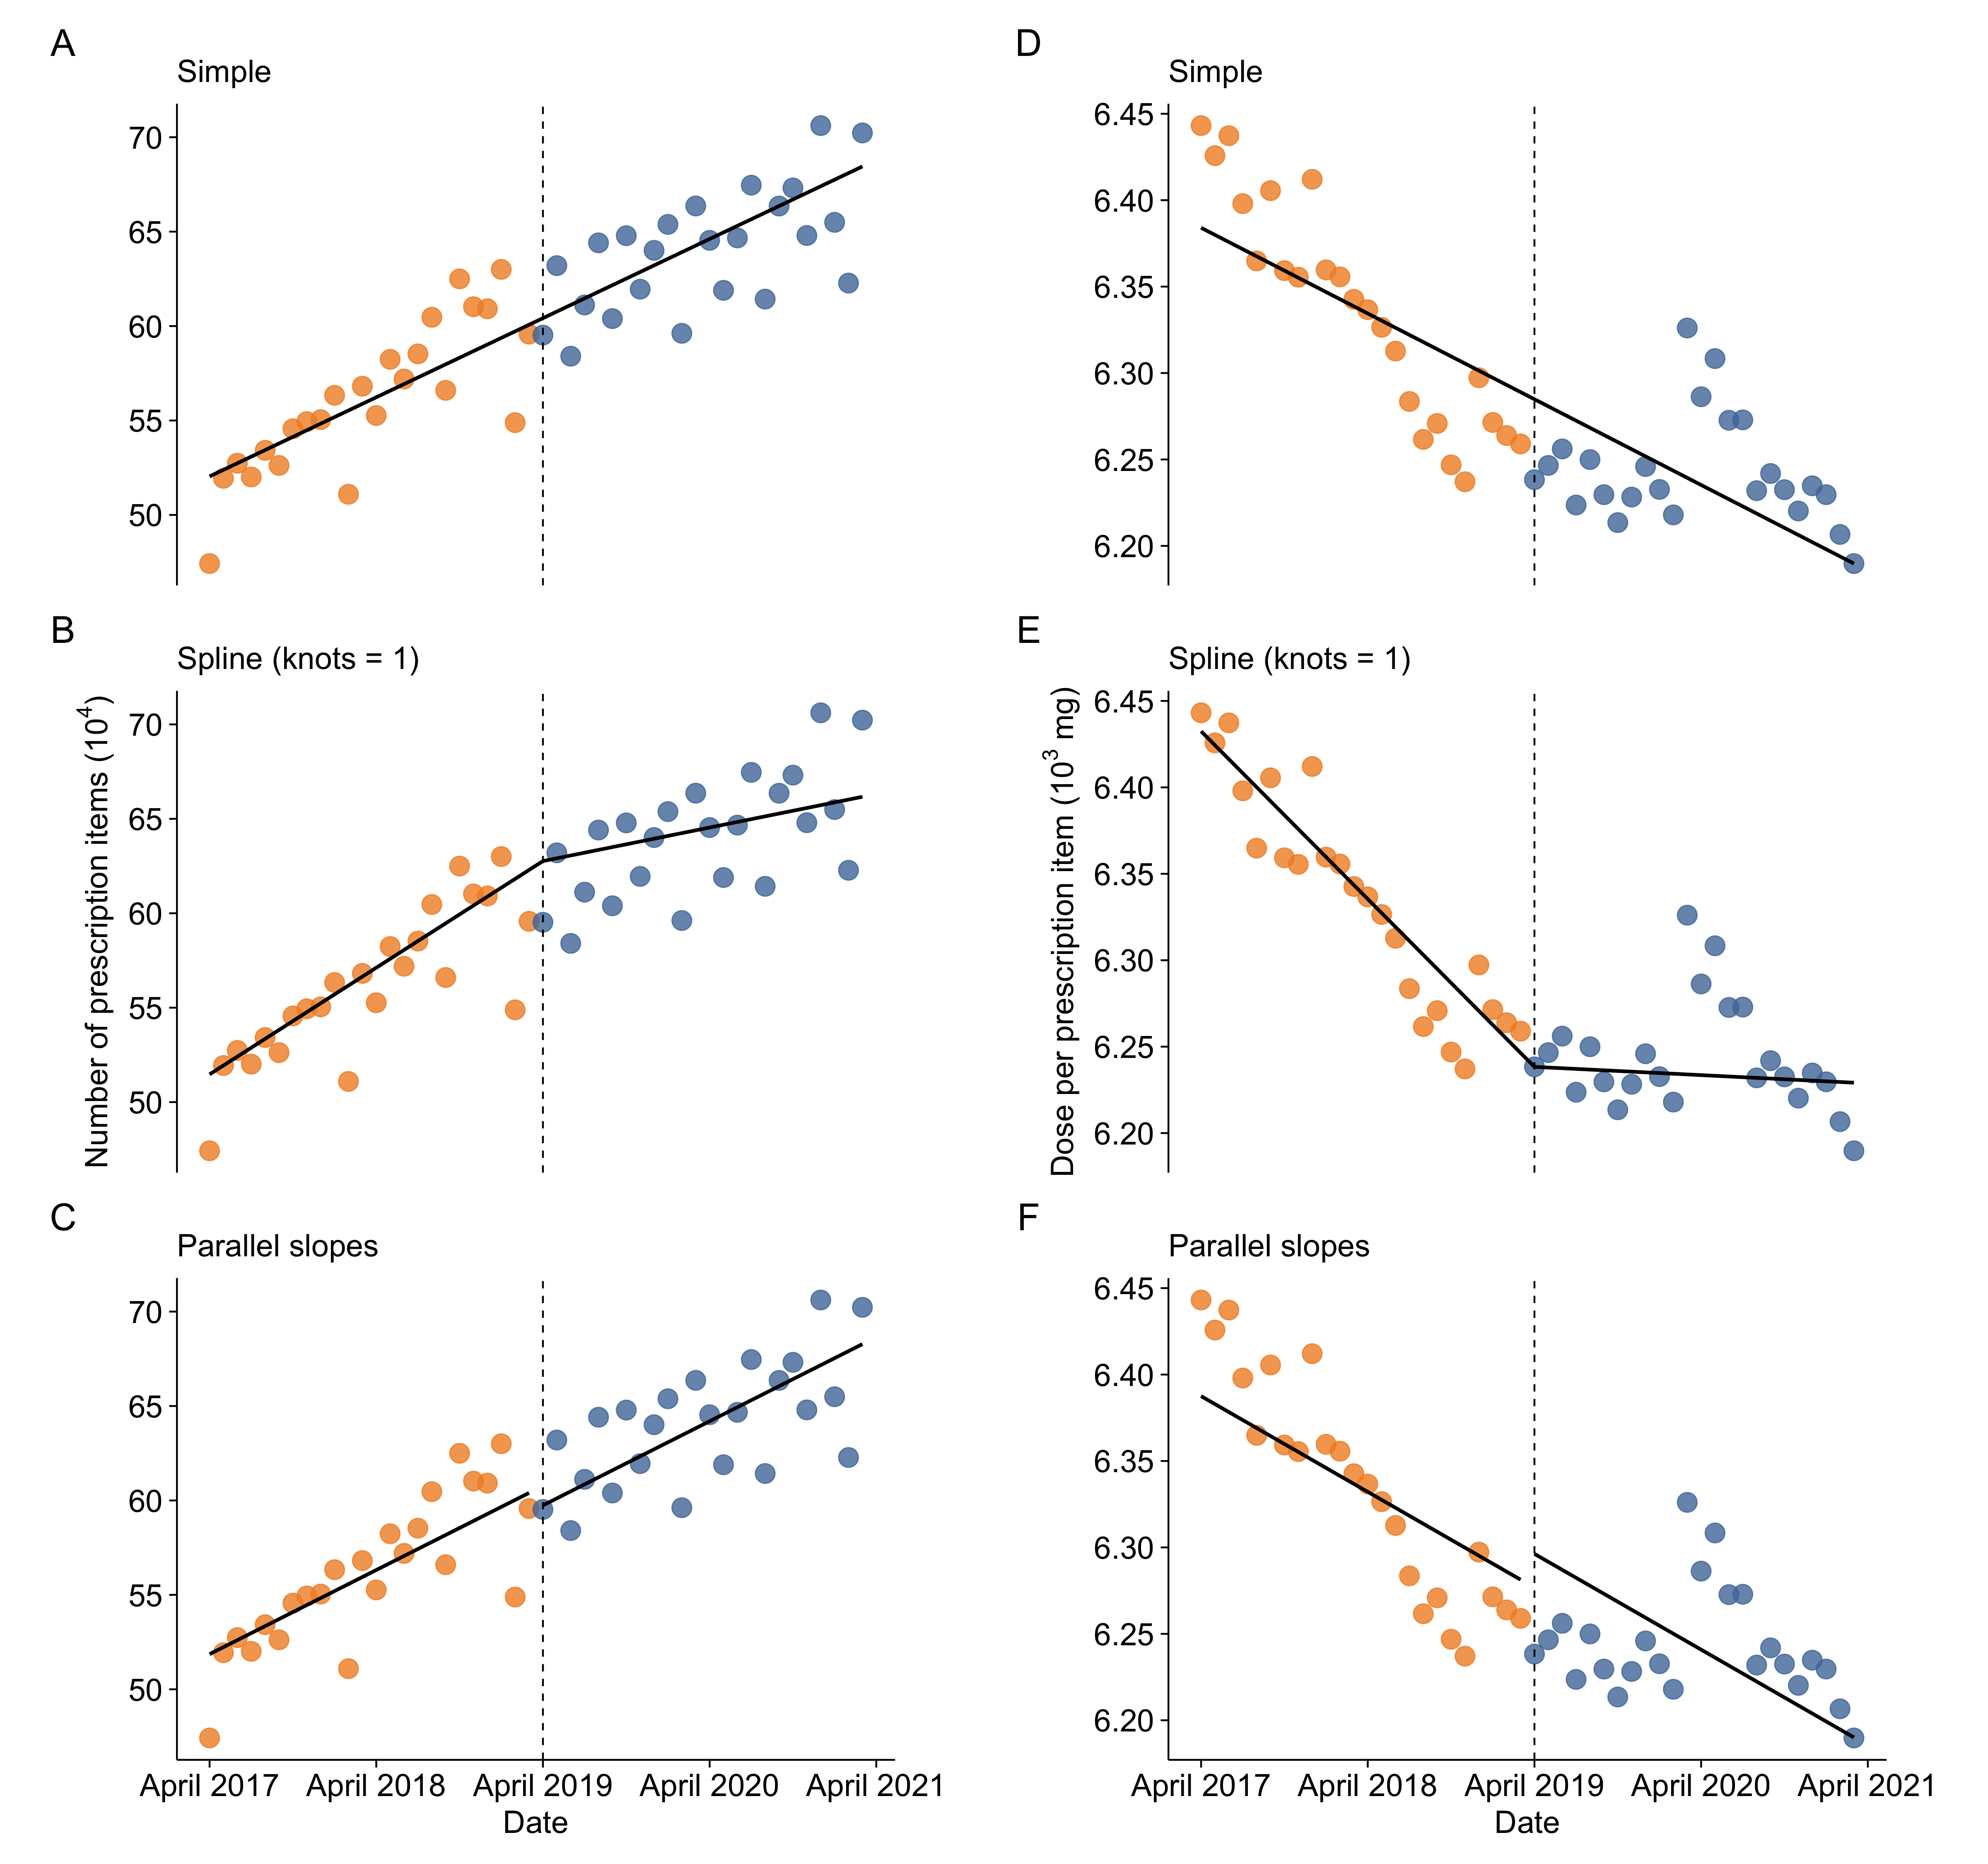 A
Simple
70
65
60
55
50
B
Spline (knots = 1)
Number of prescription items (10⁴)
70
65
60
55
50
C
Parallel slopes
70
65
60
55
50
April 2017 April 2018 April 2019 April 2020 April 2021
Date
D
Simple
6.45
6.40
6.35
6.30
6.25
6.20
E
Spline (knots = 1)
Dose per prescription item (10³ mg)
6.45
6.40
6.35
6.30
6.25
6.20
F
Parallel slopes
6.45
6.40
6.35
6.30
6.25
6.20
April 2017 April 2018 April 2019 April 2020 April 2021
Date